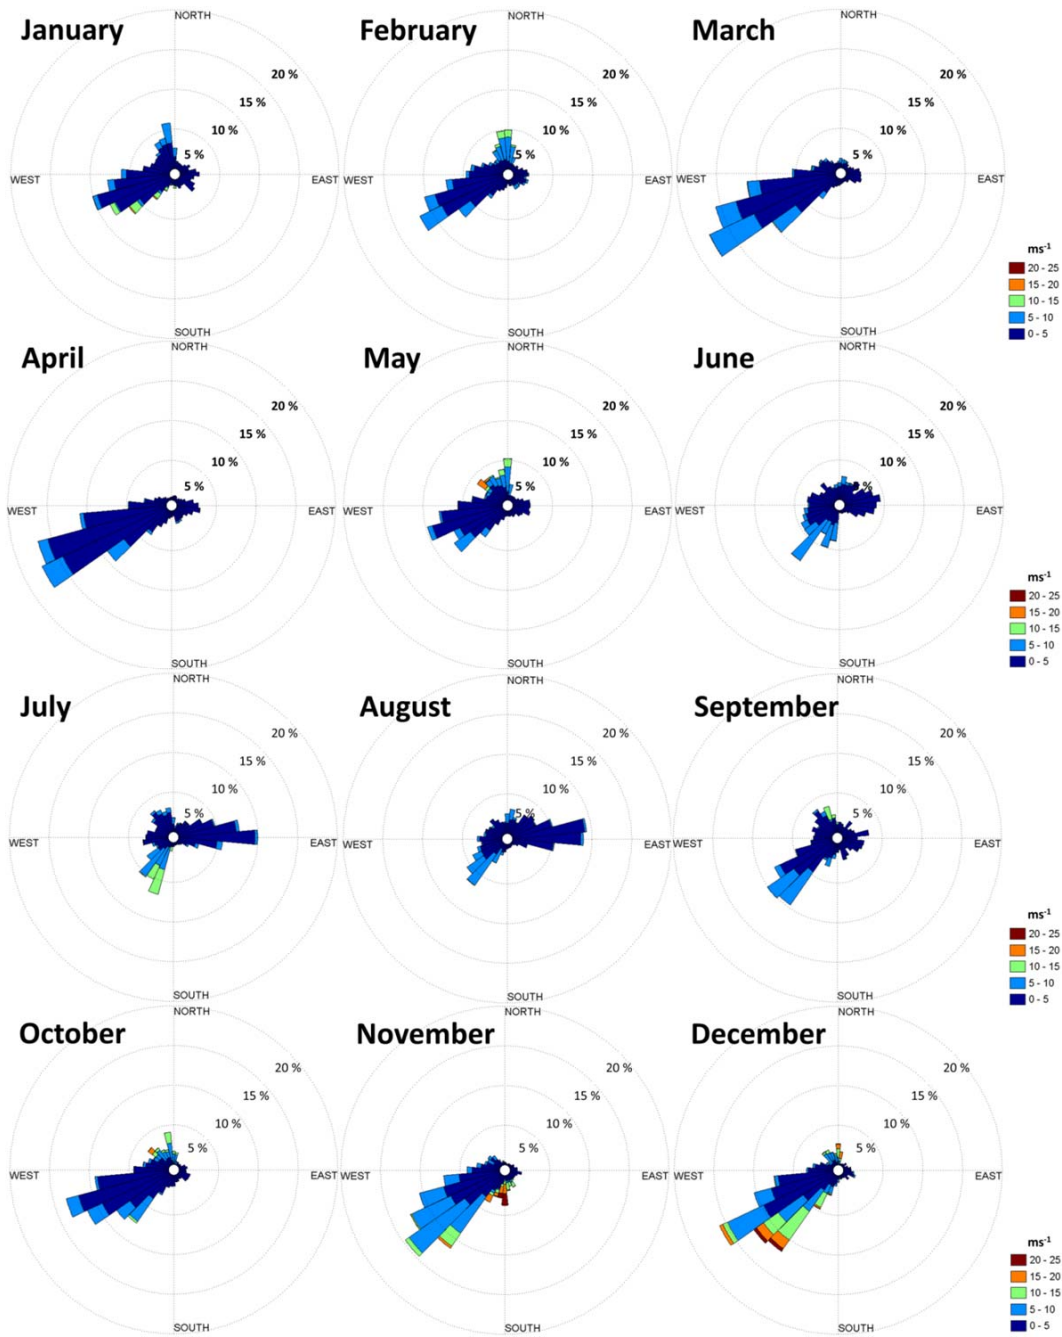 January
NORTH
20 %
15 %
10 %
5 %
WEST
EAST
SOUTH
February
NORTH
20 %
15 %
10 %
5 %
WEST
EAST
SOUTH
March
NORTH
20 %
15 %
10 %
5 %
WEST
EAST
SOUTH
ms-1
20 - 25
15 - 20
10 - 15
5 - 10
0 - 5
April
NORTH
20 %
15 %
10 %
5 %
WEST
EAST
SOUTH
May
NORTH
20 %
15 %
10 %
5 %
WEST
EAST
SOUTH
June
NORTH
20 %
15 %
10 %
5 %
WEST
EAST
SOUTH
ms-1
20 - 25
15 - 20
10 - 15
5 - 10
0 - 5
July
NORTH
20 %
15 %
10 %
5 %
WEST
EAST
SOUTH
August
NORTH
20 %
15 %
10 %
5 %
WEST
EAST
SOUTH
September
NORTH
20 %
15 %
10 %
5 %
WEST
EAST
SOUTH
ms-1
20 - 25
15 - 20
10 - 15
5 - 10
0 - 5
October
NORTH
20 %
15 %
10 %
5 %
WEST
EAST
SOUTH
November
NORTH
20 %
15 %
10 %
5 %
WEST
EAST
SOUTH
December
NORTH
20 %
15 %
10 %
5 %
WEST
EAST
SOUTH
ms-1
20 - 25
15 - 20
10 - 15
5 - 10
0 - 5